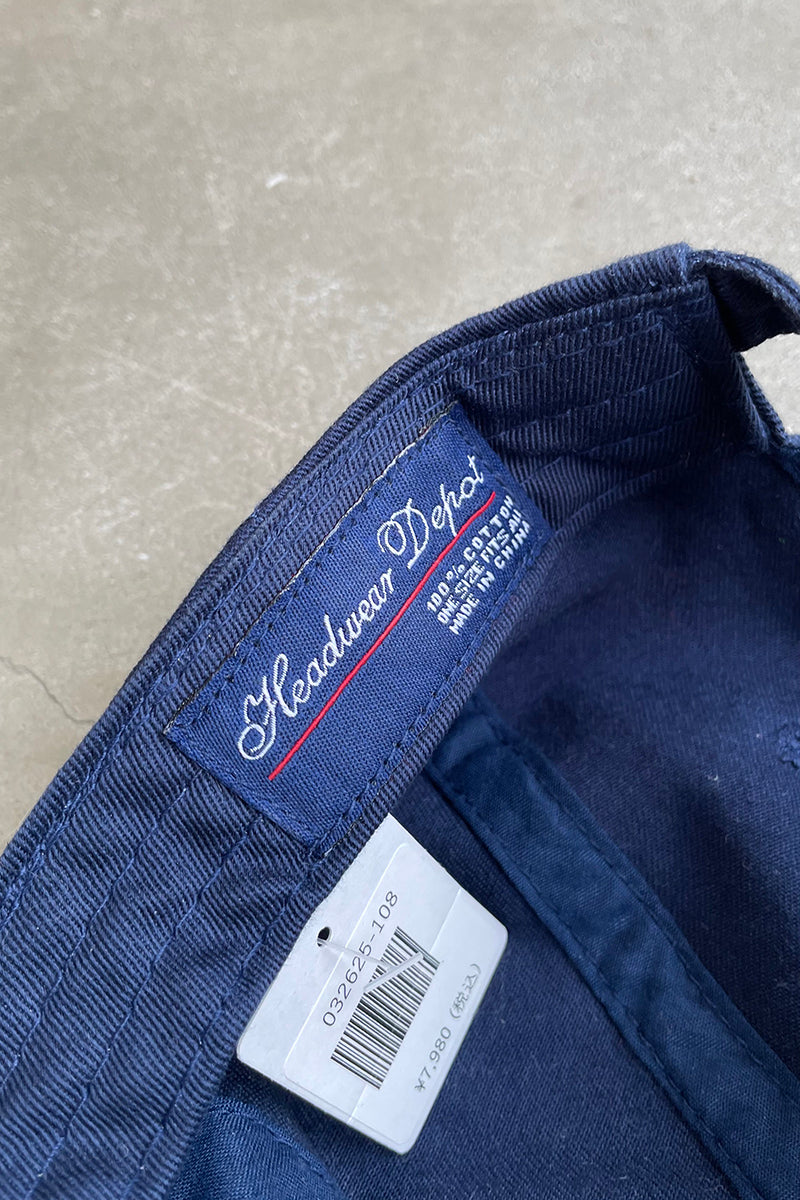 Headwear Depot
100% COTTON
ONE SIZE FITS ALL
MADE IN CHINA
032625-108
¥7,980 (税込)